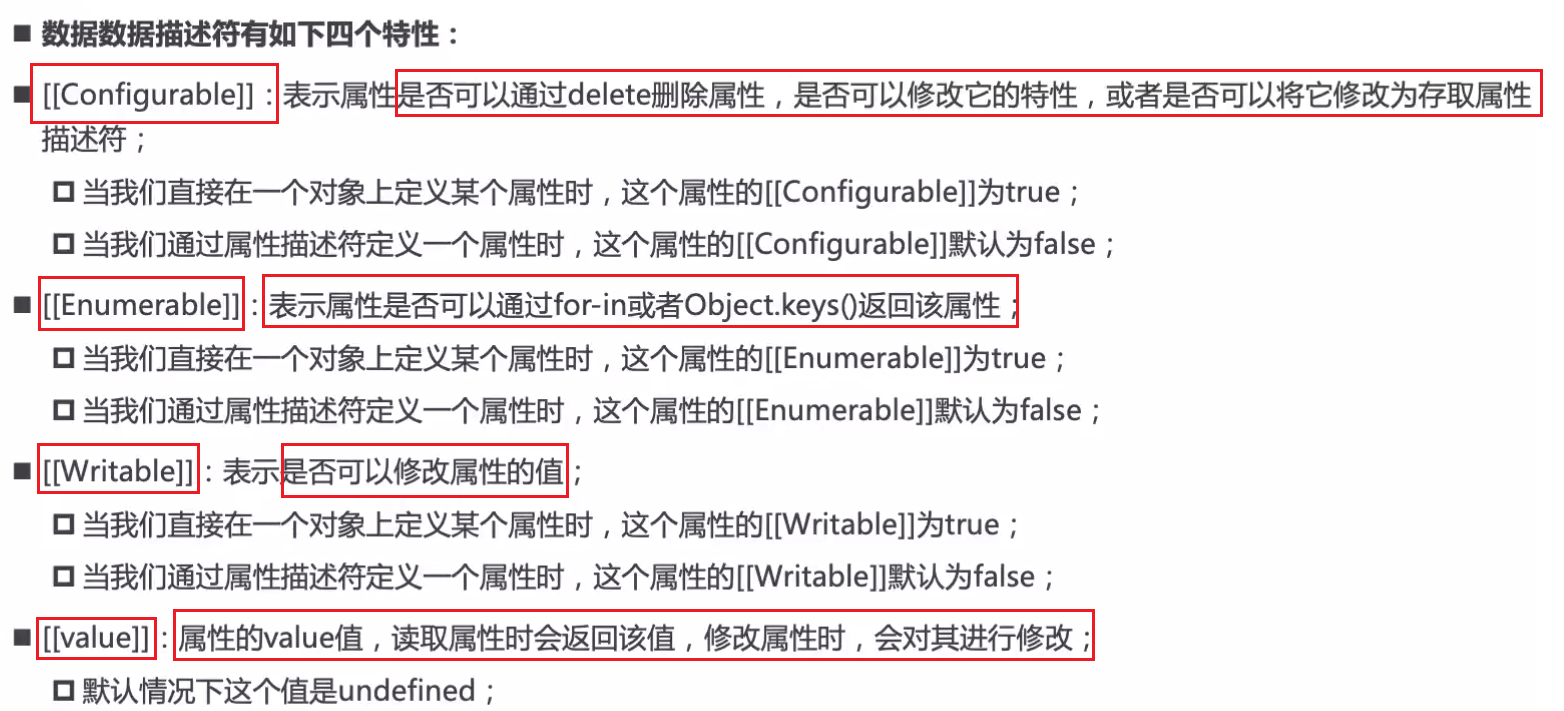 数据数据描述符有如下四个特性：
[[Configurable]]：表示属性是否可以通过delete删除属性，是否可以修改它的特性，或者是否可以将它修改为存取属性
描述符；
当我们直接在一个对象上定义某个属性时，这个属性的[[Configurable]]为true；
当我们通过属性描述符定义一个属性时，这个属性的[[Configurable]]默认为false；
[[Enumerable]]：表示属性是否可以通过for-in或者Object.keys()返回该属性；
当我们直接在一个对象上定义某个属性时，这个属性的[[Enumerable]]为true；
当我们通过属性描述符定义一个属性时，这个属性的[[Enumerable]]默认为false；
[[Writable]]：表示是否可以修改属性的值；
当我们直接在一个对象上定义某个属性时，这个属性的[[Writable]]为true；
当我们通过属性描述符定义一个属性时，这个属性的[[Writable]]默认为false；
[[value]]：属性的value值，读取属性时会返回该值，修改属性时，会对其进行修改；
默认情况下这个值是undefined；